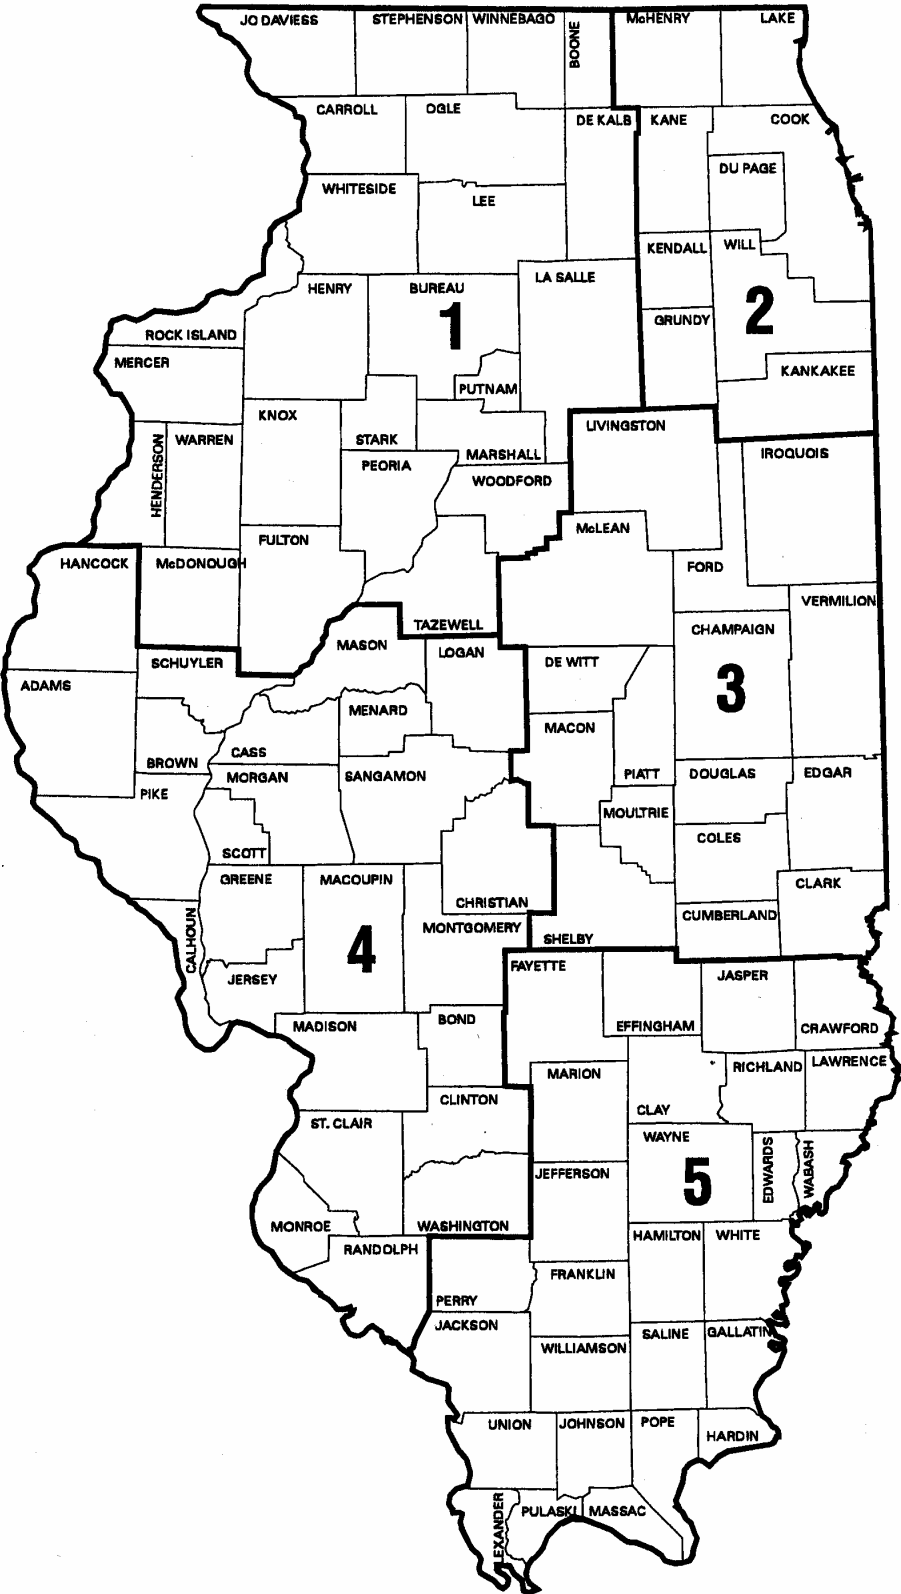 JO DAVIESS
STEPHENSON
WINNEBAGO
BOONE
McHENRY
LAKE
CARROLL
OGLE
DE KALB
KANE
COOK
DU PAGE
WHITESIDE
LEE
KENDALL
WILL
HENRY
BUREAU
LA SALLE
1
2
GRUNDY
ROCK ISLAND
MERCER
PUTNAM
KANKAKEE
KNOX
STARK
LIVINGSTON
HENDERSON
WARREN
MARSHALL
IROQUOIS
PEORIA
WOODFORD
McLEAN
FULTON
HANCOCK
McDONOUGH
FORD
VERMILION
TAZEWELL
CHAMPAIGN
MASON
LOGAN
SCHUYLER
DE WITT
ADAMS
3
MENARD
MACON
CASS
BROWN
MORGAN
SANGAMON
PIATT
DOUGLAS
EDGAR
PIKE
MOULTRIE
COLES
SCOTT
GREENE
MACOUPIN
CLARK
CHRISTIAN
CUMBERLAND
MONTGOMERY
CALHOUN
SHELBY
4
FAYETTE
JERSEY
JASPER
MADISON
BOND
EFFINGHAM
CRAWFORD
MARION
RICHLAND
LAWRENCE
CLINTON
CLAY
ST. CLAIR
WAYNE
EDWARDS
WABASH
JEFFERSON
5
MONROE
WASHINGTON
RANDOLPH
HAMILTON
WHITE
FRANKLIN
PERRY
JACKSON
SALINE
GALLATIN
WILLIAMSON
UNION
JOHNSON
POPE
HARDIN
ALEXANDER
PULASKI
MASSAC